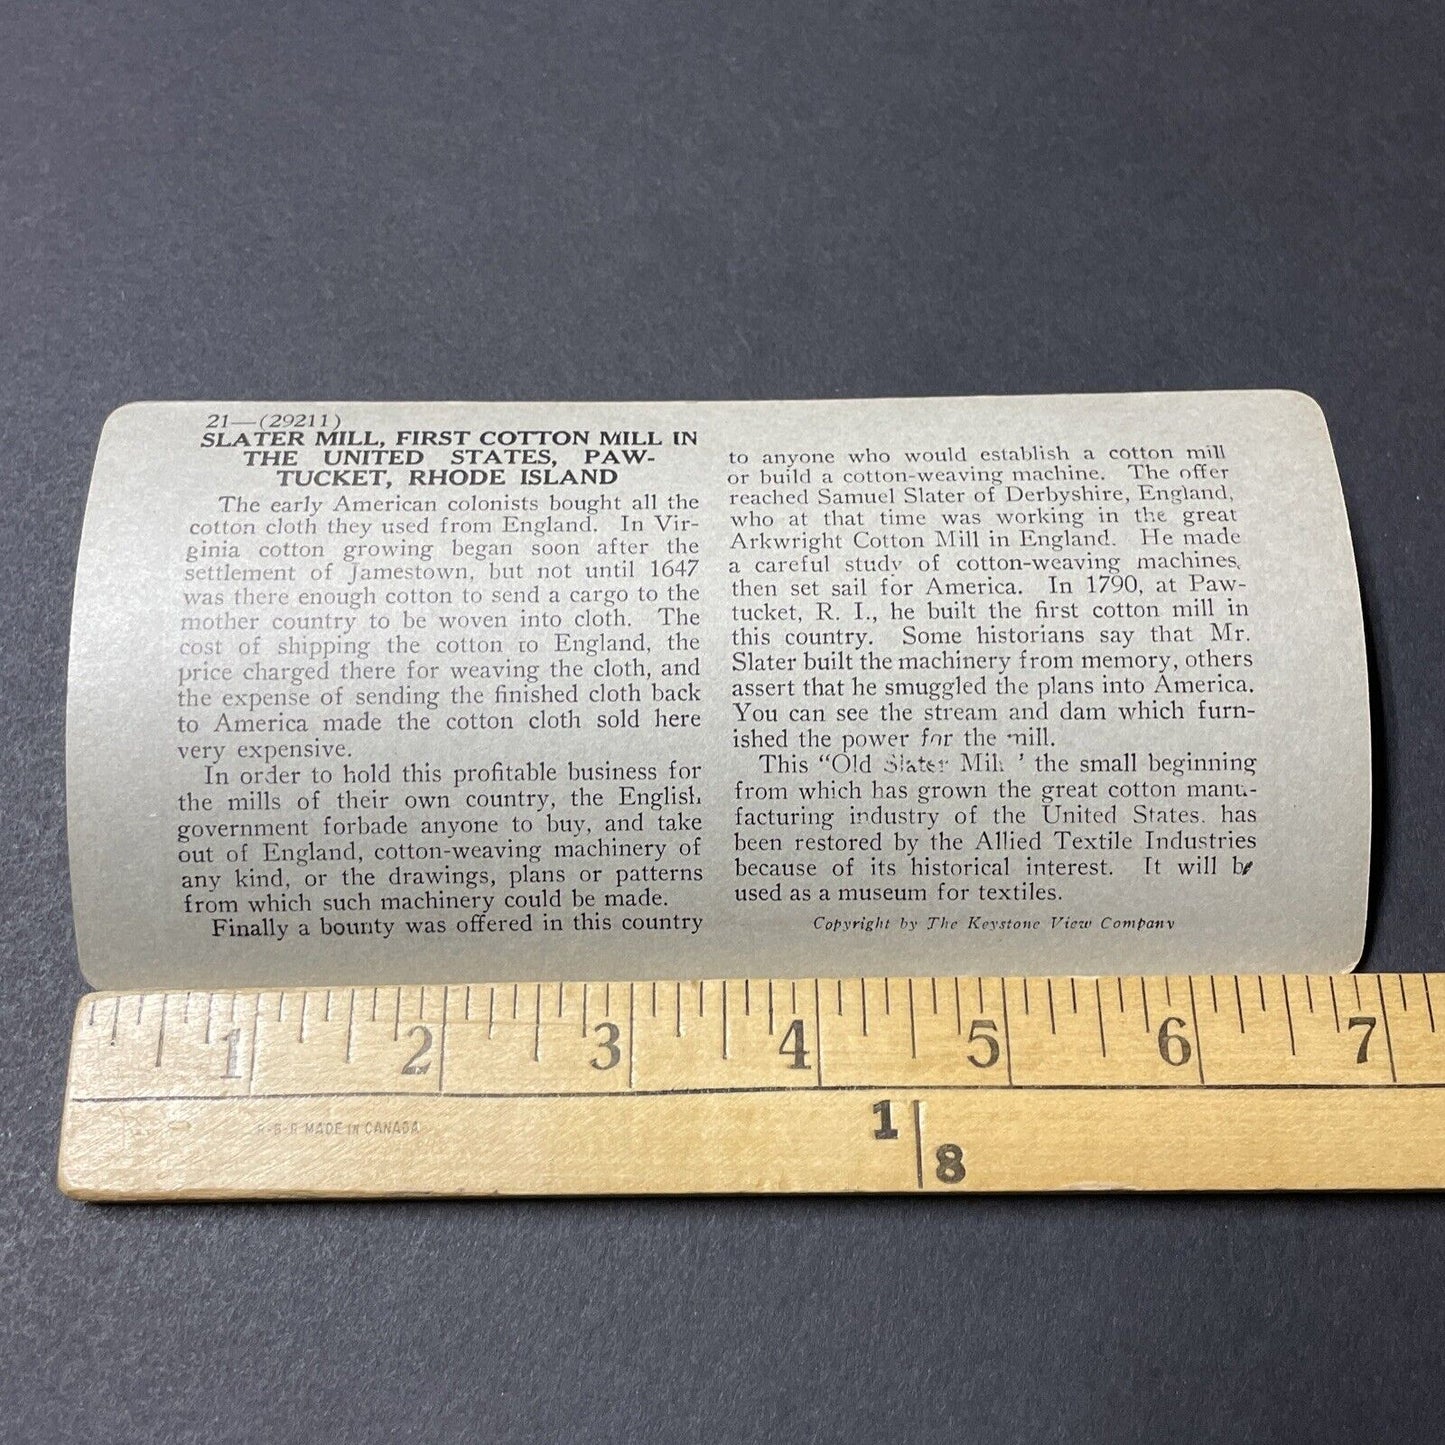 21—(29211)
SLATER MILL, FIRST COTTON MILL IN
THE UNITED STATES, PAW-
TUCKET, RHODE ISLAND
The early American colonists bought all the
cotton cloth they used from England. In Vir-
ginia cotton growing began soon after the
settlement of Jamestown, but not until 1647
was there enough cotton to send a cargo to the
mother country to be woven into cloth. The
cost of shipping the cotton to England, the
price charged there for weaving the cloth, and
the expense of sending the finished cloth back
to America made the cotton cloth sold here
very expensive.
In order to hold this profitable business for
the mills of their own country, the English
government forbade anyone to buy, and take
out of England, cotton-weaving machinery of
any kind, or the drawings, plans or patterns
from which such machinery could be made.
Finally a bounty was offered in this country
to anyone who would establish a cotton mill
or build a cotton-weaving machine. The offer
reached Samuel Slater of Derbyshire, England,
who at that time was working in the great
Arkwright Cotton Mill in England. He made
a careful study of cotton-weaving machines,
then set sail for America. In 1790, at Paw-
tucket, R. I., he built the first cotton mill in
this country. Some historians say that Mr.
Slater built the machinery from memory, others
assert that he smuggled the plans into America.
You can see the stream and dam which furn-
ished the power for the mill.
This "Old Slater Mill" the small beginning
from which has grown the great cotton manu-
facturing industry of the United States. has
been restored by the Allied Textile Industries
because of its historical interest. It will be
used as a museum for textiles.
Copyright by The Keystone View Company
1 2 3 4 5 6 7
MADE IN CANADA
1 8